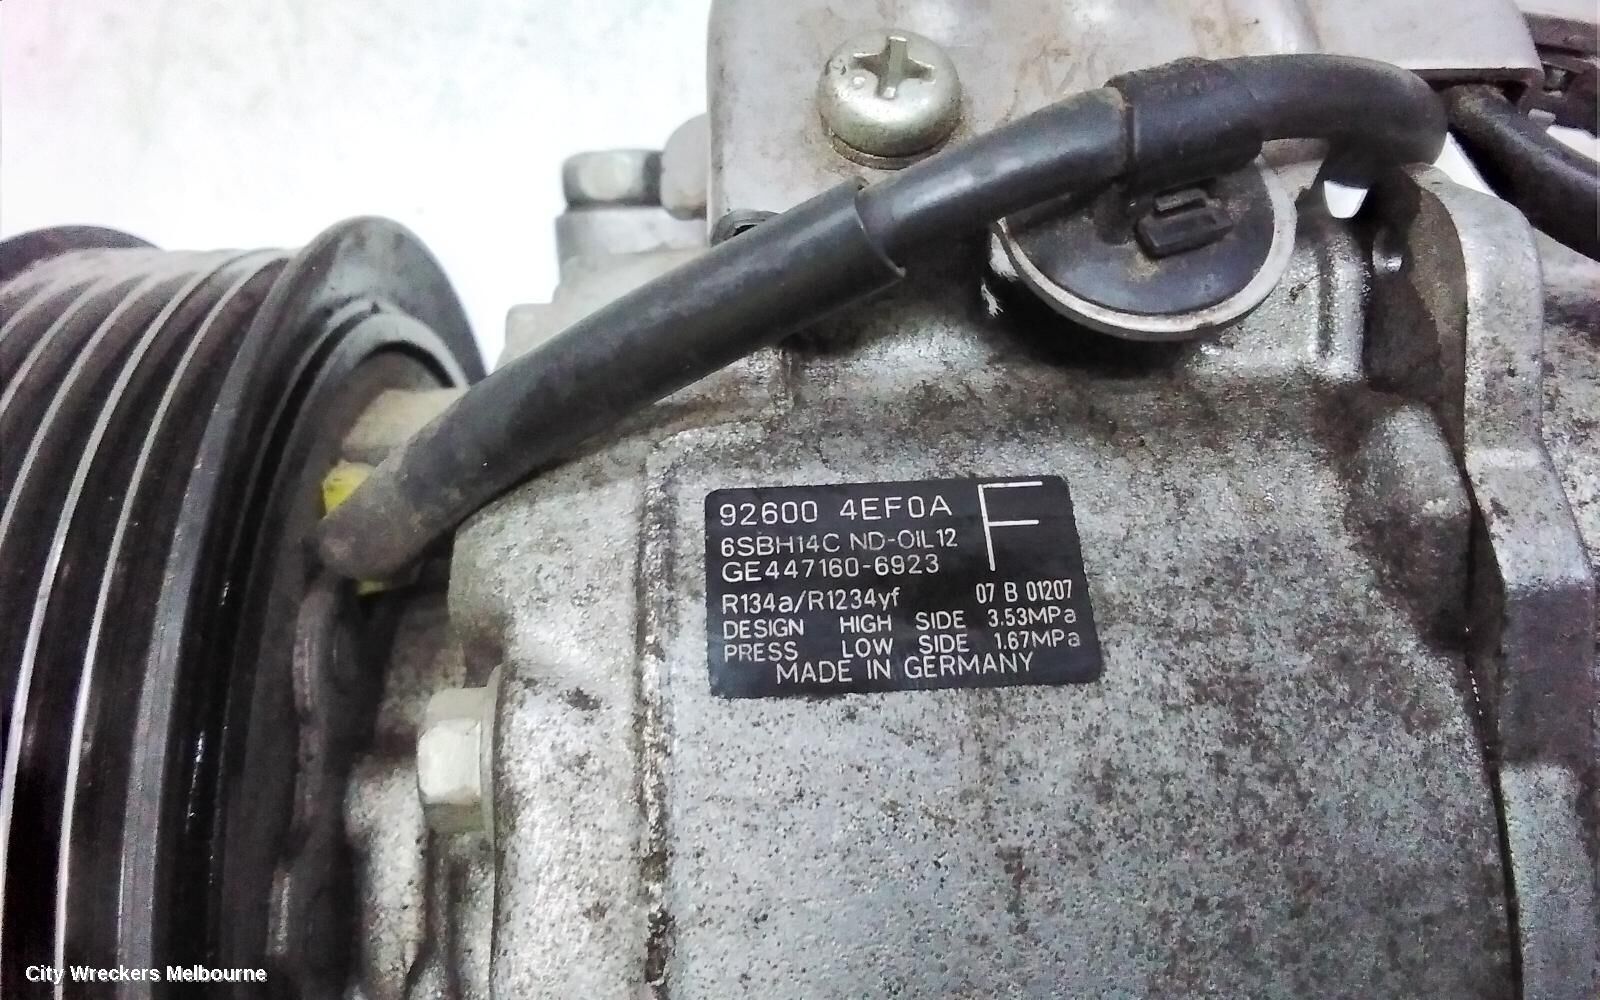 92600 4EF0A F
6SBH14C ND-OIL12
GE447160-6923
R134a/R1234yf 07 B 01207
DESIGN HIGH SIDE 3.53MPa
PRESS LOW SIDE 1.67MPa
MADE IN GERMANY
City Wreckers Melbourne